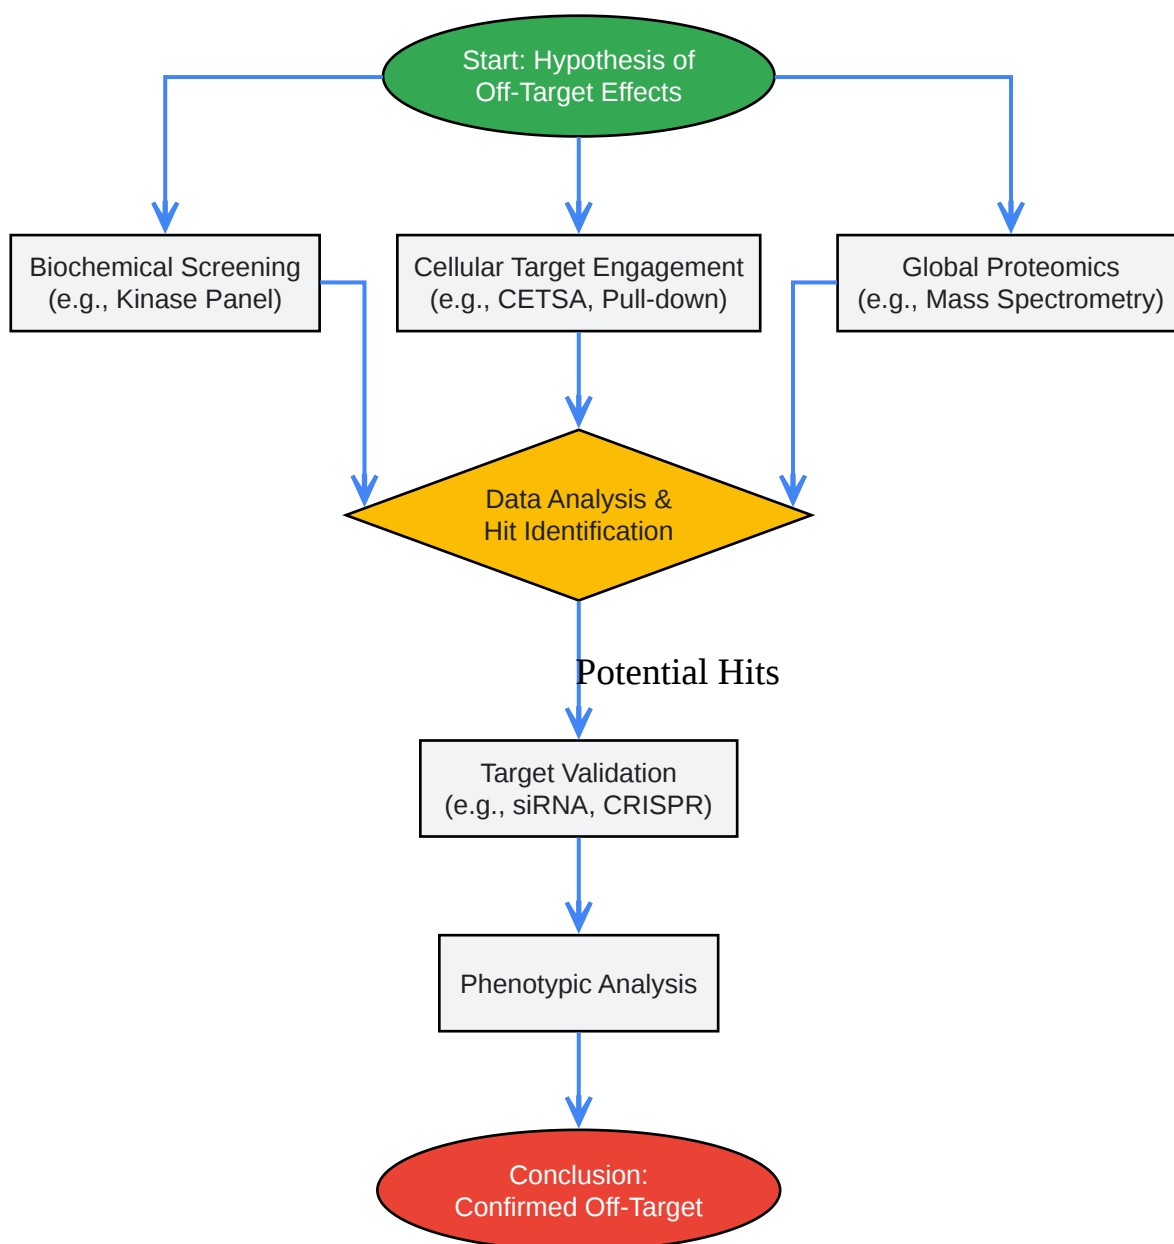 Start: Hypothesis of
Off-Target Effects
Biochemical Screening
(e.g., Kinase Panel)
Cellular Target Engagement
(e.g., CETSA, Pull-down)
Global Proteomics
(e.g., Mass Spectrometry)
Data Analysis &
Hit Identification
Potential Hits
Target Validation
(e.g., siRNA, CRISPR)
Phenotypic Analysis
Conclusion:
Confirmed Off-Target